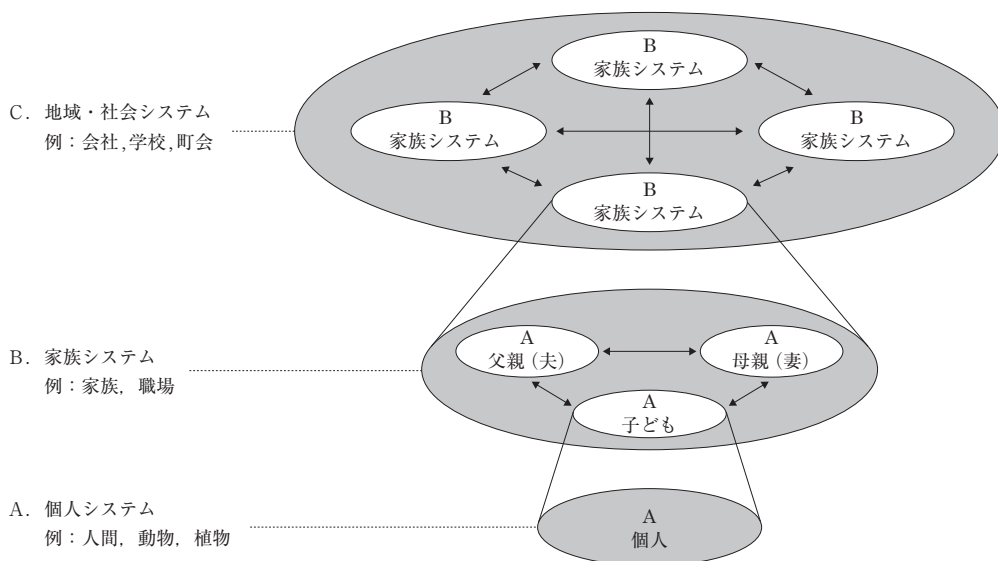 B
家族システム
C．地域・社会システム
例：会社,学校,町会
B
家族システム
B
家族システム
B
家族システム
B．家族システム
例：家族，職場
A
父親（夫）
A
母親（妻）
A
子ども
A．個人システム
例：人間，動物，植物
A
個人